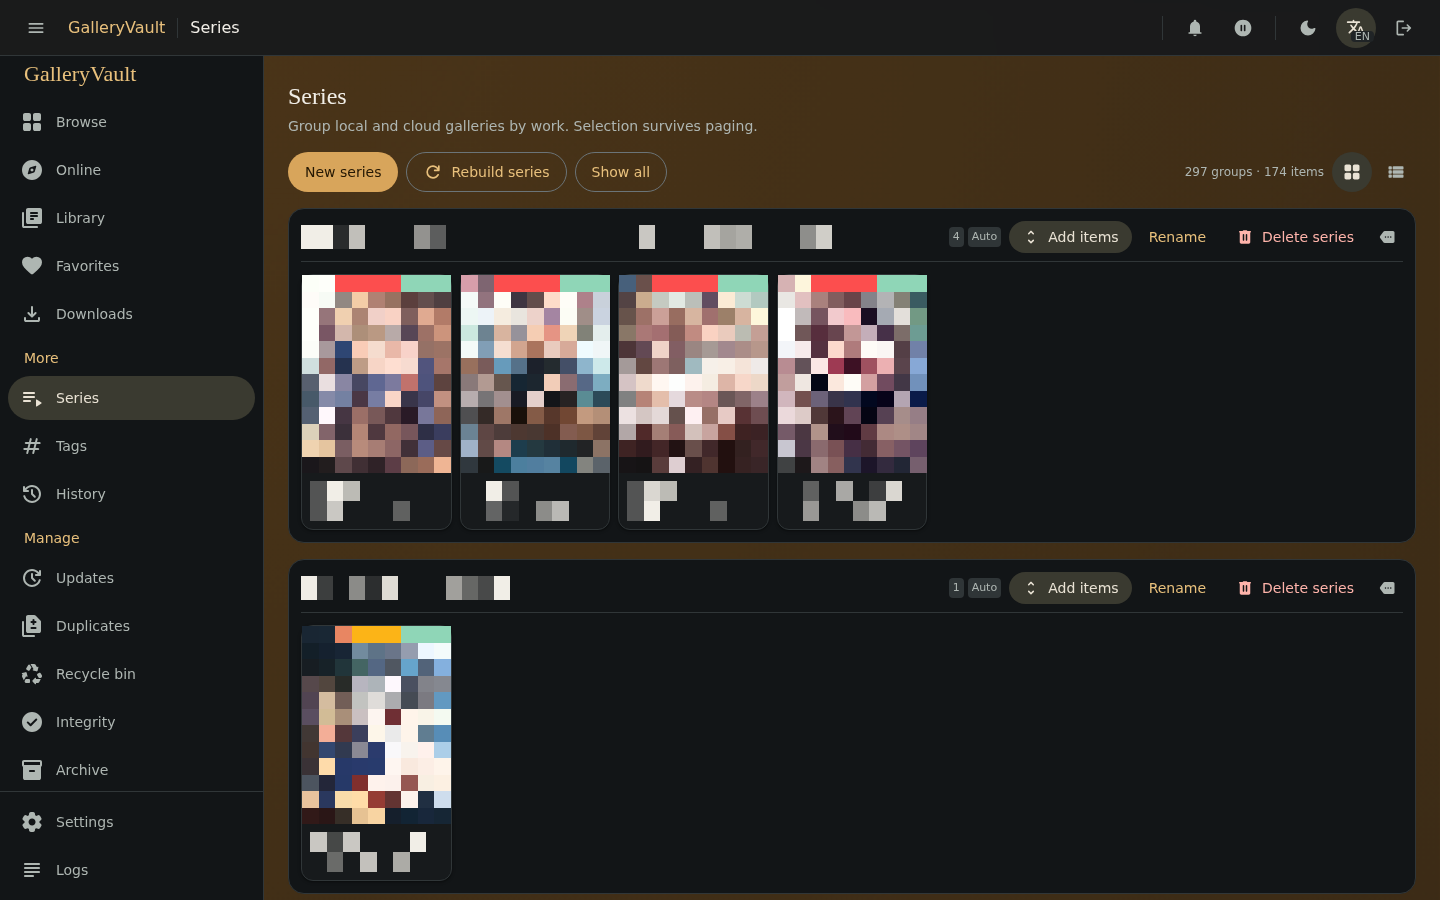 GalleryVault
Series
EN
GalleryVault
Browse
Online
Library
Favorites
Downloads
More
Series
Tags
History
Manage
Updates
Duplicates
Recycle bin
Integrity
Archive
Settings
Logs
Series
Group local and cloud galleries by work. Selection survives paging.
New series
Rebuild series
Show all
297 groups · 174 items
4 Auto Add items Rename Delete series
1 Auto Add items Rename Delete series